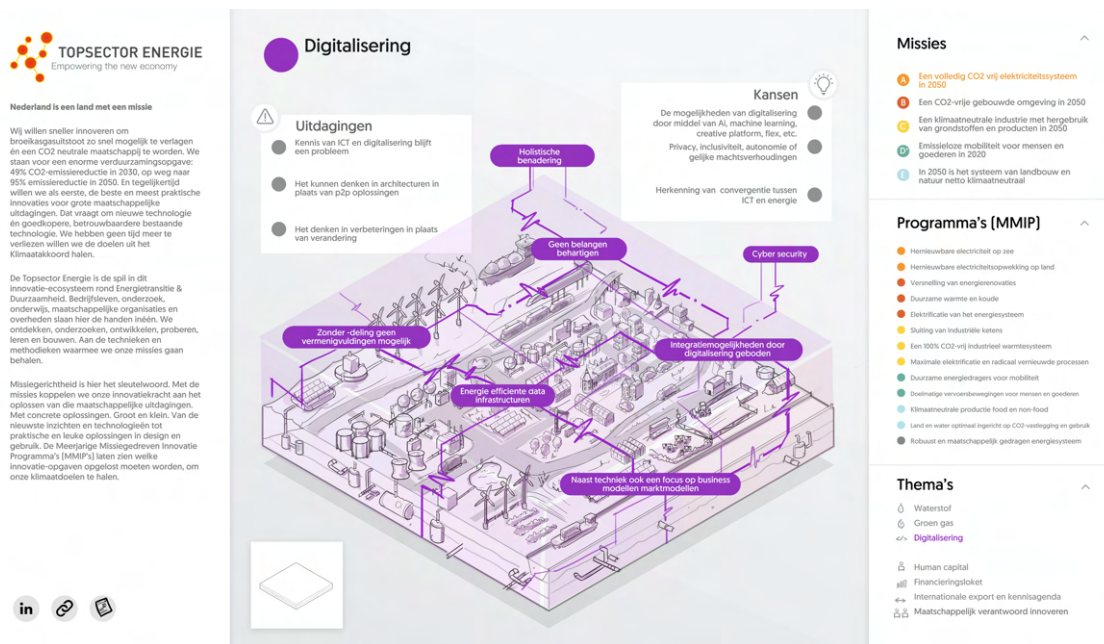 TOPSECTOR ENERGIE
Empowering the new economy
Nederland is een land met een missie
Wij willen sneller innoveren om
broeikasgasuitstoot zo snel mogelijk te verlagen
én een CO2 neutrale maatschappij te worden. We
staan voor een enorme verduurzamingsopgave:
49% CO2-emissiereductie in 2030, op weg naar
95% emissiereductie in 2050. En tegelijkertijd
willen we als eerste, de beste en meest praktische
innovaties voor grote maatschappelijke
uitdagingen. Dat vraagt om nieuwe technologie
én goedkopere, betrouwbaardere bestaande
technologie. We hebben geen tijd meer te
verliezen willen we de doelen uit het
Klimaatakkoord halen.
De Topsector Energie is de spil in dit
innovatie-ecosysteem rond Energietransitie &
Duurzaamheid. Bedrijfsleven, onderzoek,
onderwijs, maatschappelijke organisaties en
overheden slaan hier de handen inéén. We
ontdekken, onderzoeken, ontwikkelen, proberen,
leren en bouwen. Aan de technieken en
methodieken waarmee we onze missies gaan
behalen.
Missiegerichtheid is hier het sleutelwoord. Met de
missies koppelen we onze innovatiekracht aan het
oplossen van die maatschappelijke uitdagingen.
Met concrete oplossingen. Groot en klein. Van de
nieuwste inzichten en technologieën tot
praktische en leuke oplossingen in design en
gebruik. De Meerjarige Missiegedreven Innovatie
Programma's (MMIP's) laten zien welke
innovatie-opgaven opgelost moeten worden, om
onze klimaatdoelen te halen.
in
Digitalisering
Uitdagingen
Kennis van ICT en digitalisering blijft
een probleem
Het kunnen denken in architecturen in
plaats van p2p oplossingen
Het denken in verbeteringen in plaats
van verandering
Kansen
De mogelijkheden van digitalisering
door middel van AI, machine learning,
creative platform, flex, etc.
Privacy, inclusiviteit, autonomie of
gelijke machtsverhoudingen
Herkenning van convergentie tussen
ICT en energie
Holistische
benadering
Geen belangen
behartigen
Cyber security
Zonder -deling geen
vermenigvuldingen mogelijk
Integratiemogelijkheden door
digitalisering geboden
Energie efficiente data
infrastructuren
Naast techniek ook een focus op business
modellen marktmodellen
Missies
A Een volledig CO2 vrij elektriciteitssysteem
in 2050
B Een CO2-vrije gebouwde omgeving in 2050
C Een klimaatneutrale industrie met hergebruik
van grondstoffen en producten in 2050
D Emissieloze mobiliteit voor mensen en
goederen in 2020
E In 2050 is het systeem van landbouw en
natuur netto klimaatneutraal
Programma's (MMIP)
Hernieuwbare electriciteit op zee
Hernieuwbare electriciteitsopwekking op land
Versnelling van energierenovaties
Duurzame warmte en koude
Elektrificatie van het energiesysteem
Sluiting van Industriële ketens
Een 100% CO2-vrij industrieel warmtesysteem
Maximale elektrificatie en radicaal vernieuwde processen
Duurzame energiedragers voor mobiliteit
Doelmatige vervoersbewegingen voor mensen en goederen
Klimaatneutrale productie food en non-food
Land en water optimaal ingericht op CO2-vastlegging en gebruik
Robuust en maatschappelijk gedragen energiesysteem
Thema's
Waterstof
Groen gas
Digitalisering
Human capital
Financieringsloket
Internationale export en kennisagenda
Maatschappelijk verantwoord innoveren